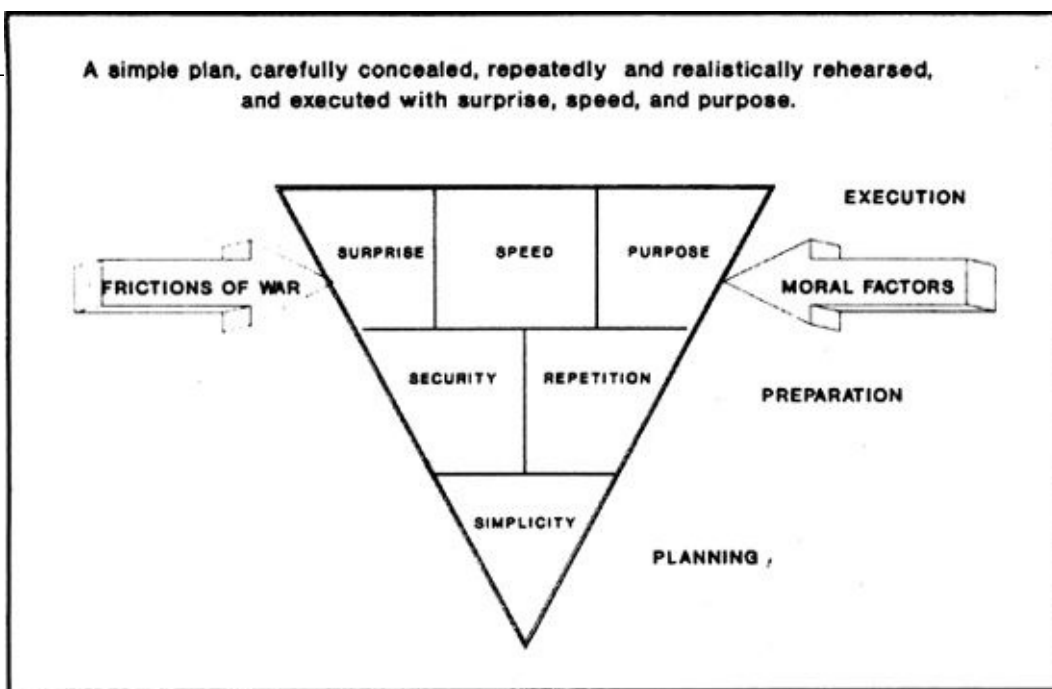 A simple plan, carefully concealed, repeatedly and realistically rehearsed,
and executed with surprise, speed, and purpose.
EXECUTION
SURPRISE SPEED PURPOSE
FRICTIONS OF WAR MORAL FACTORS
SECURITY REPETITION
PREPARATION
SIMPLICITY
PLANNING